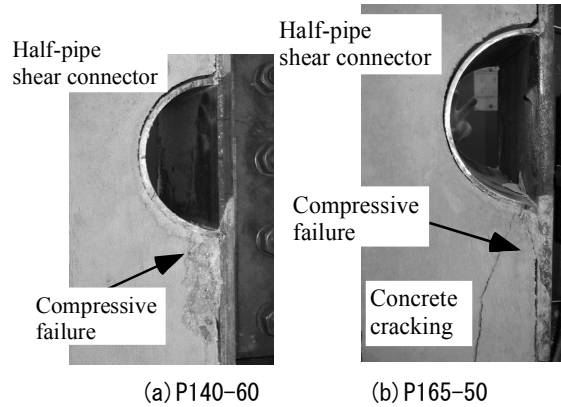 Half-pipe
shear connector
Compressive
failure
(a) P140-60
Half-pipe
shear connector
Compressive
failure
Concrete
cracking
(b) P165-50